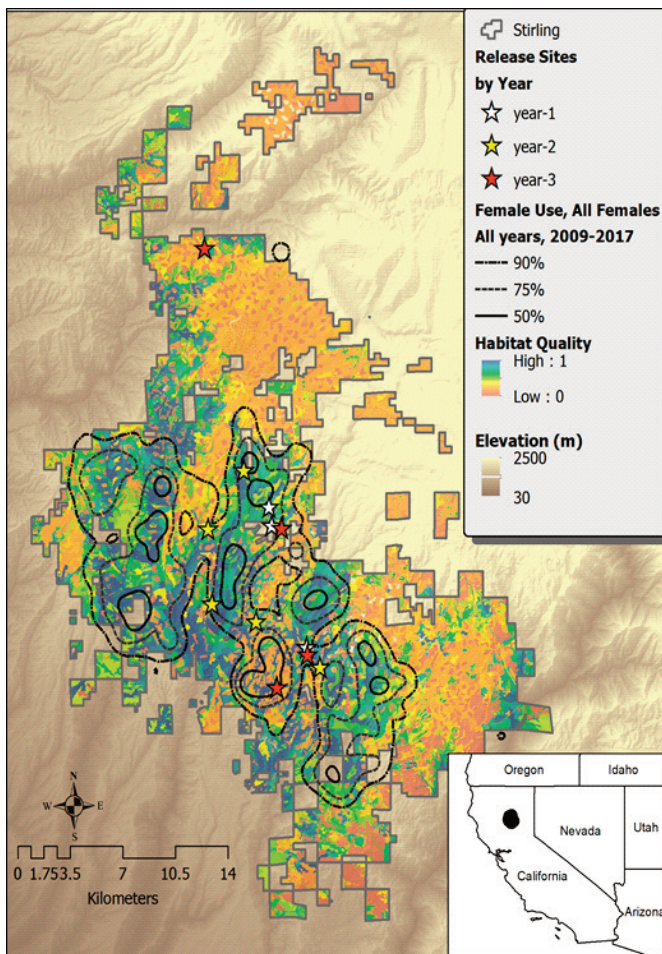 Stirling
Release Sites
by Year
year-1
year-2
year-3
Female Use, All Females
All years, 2009-2017
90%
75%
50%
Habitat Quality
High : 1
Low : 0
Elevation (m)
2500
30
N
W E
S
0 1.75 3.5 7 10.5 14
Kilometers
Oregon Idaho
Nevada Utah
California
Arizona